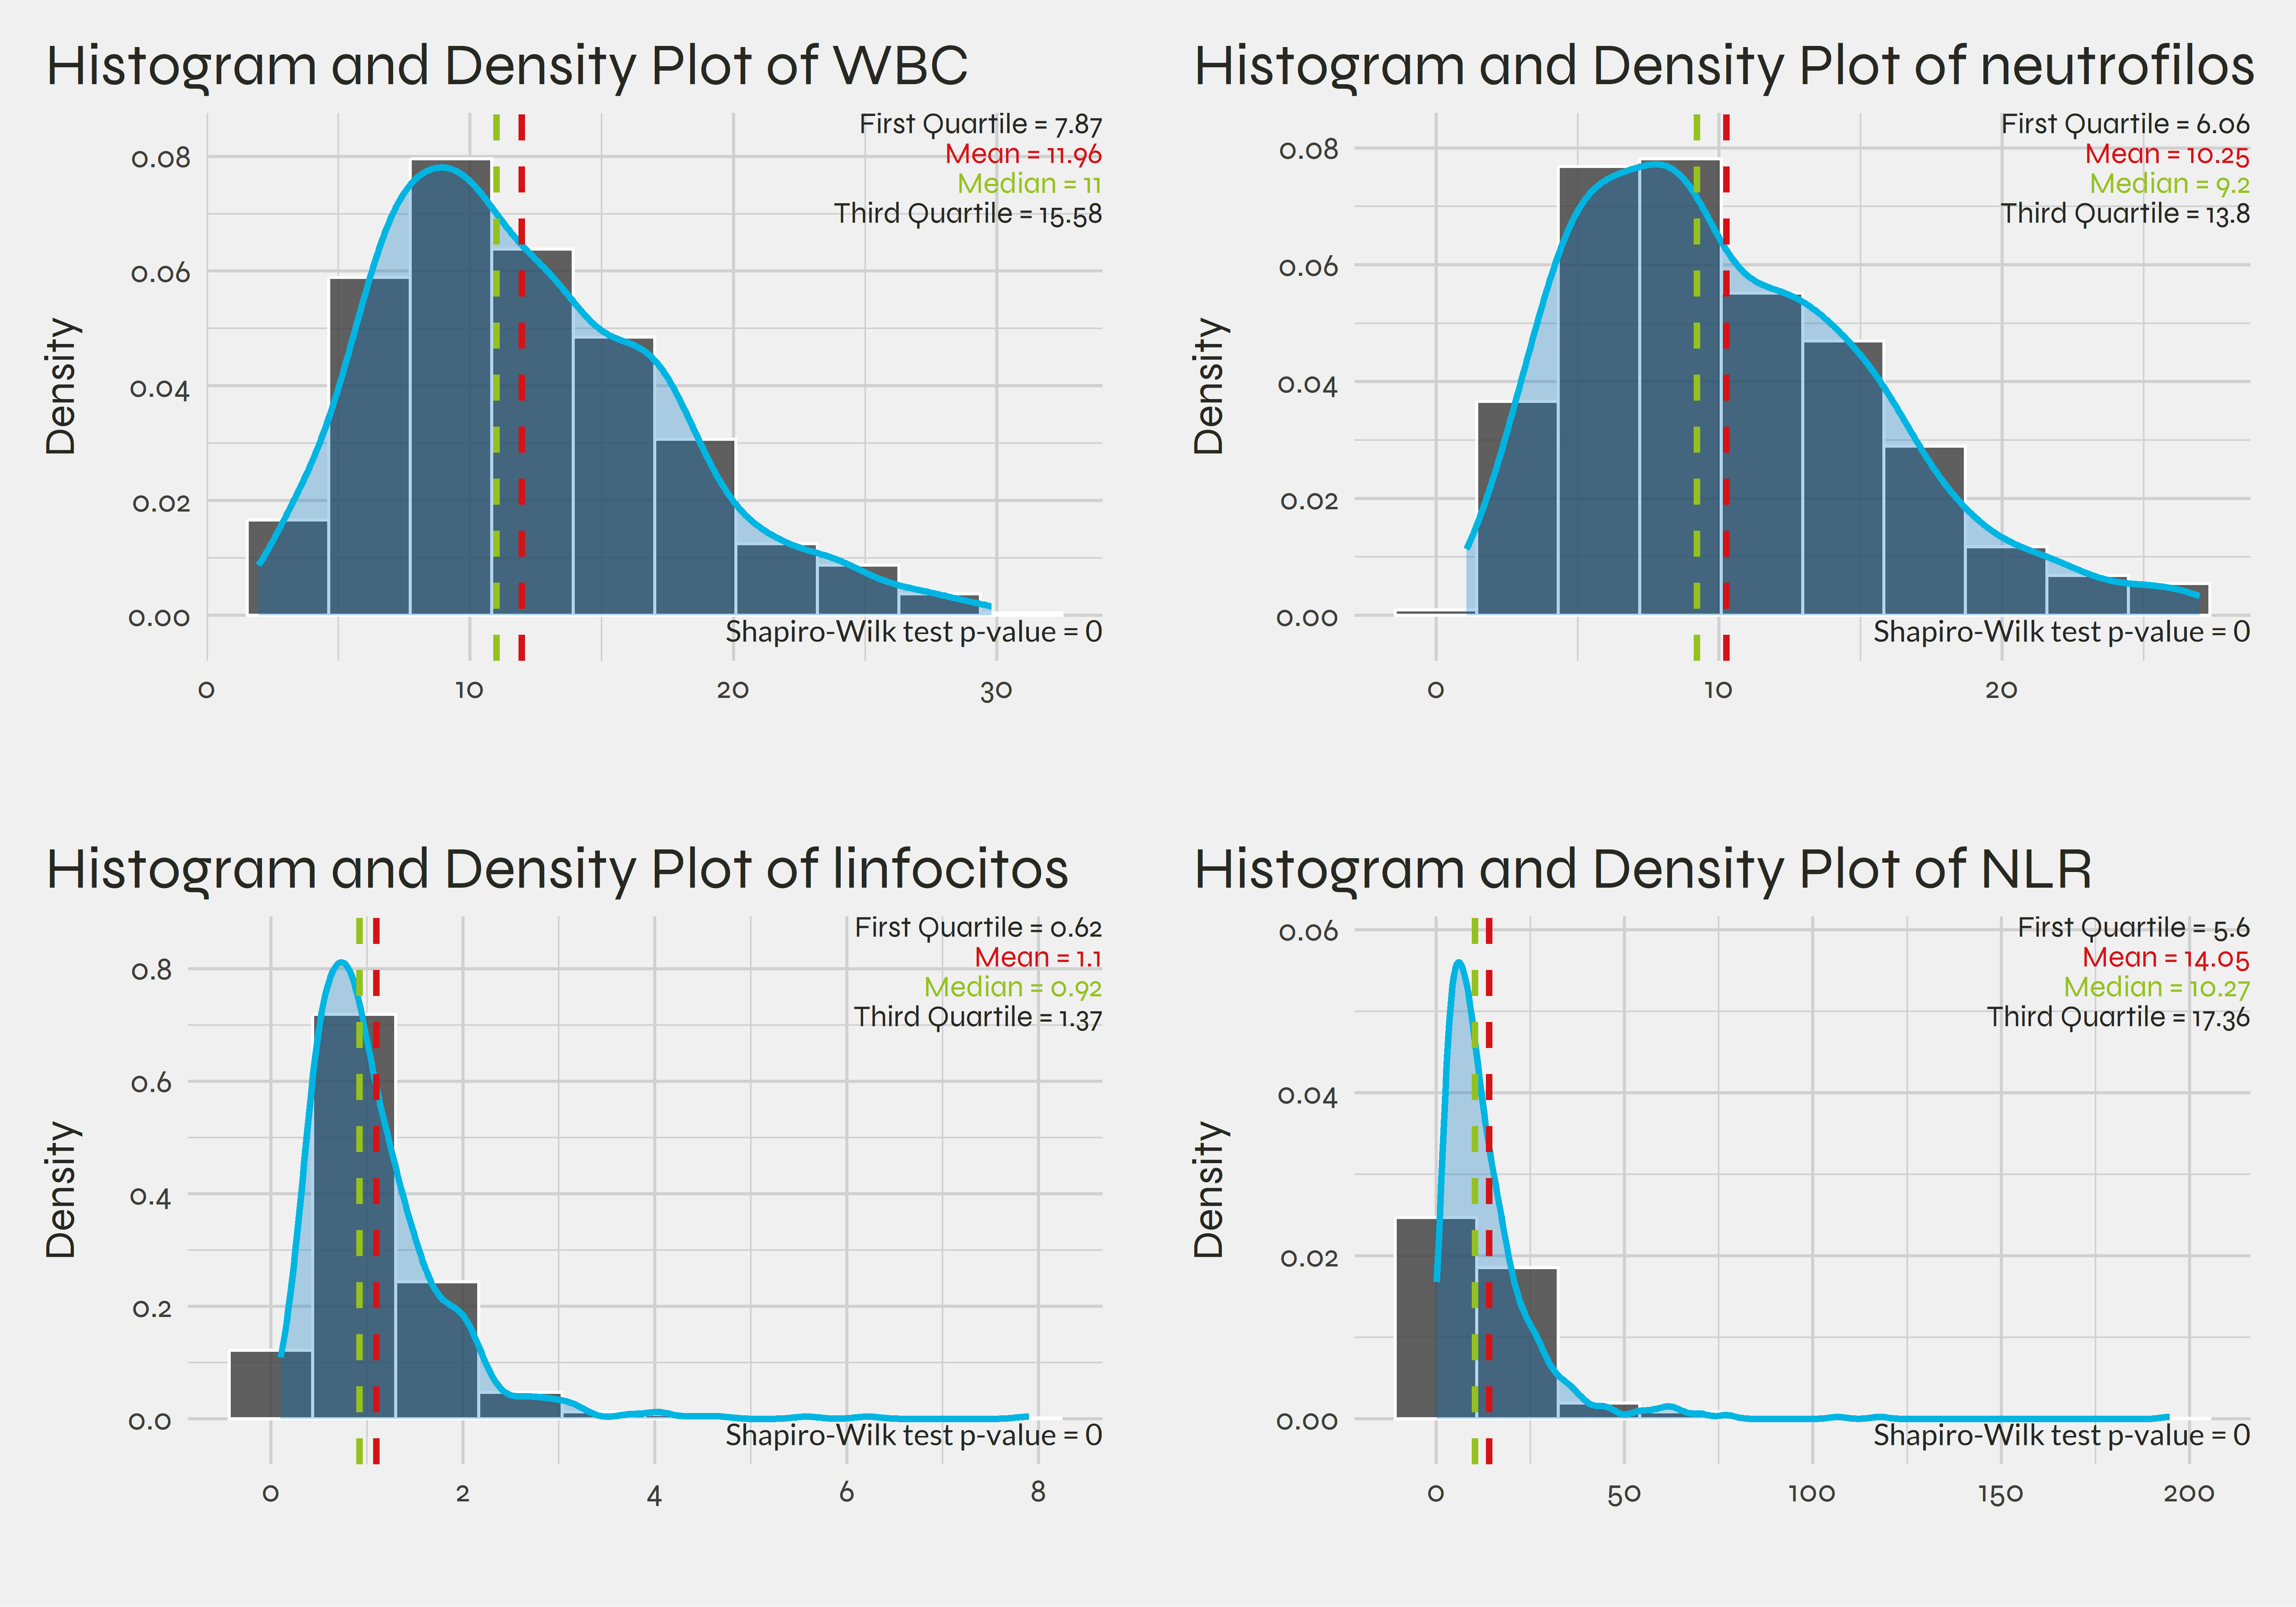 Histogram and Density Plot of WBC
First Quartile = 7.87
Mean = 11.96
Median = 11
Third Quartile = 15.58
Density
0.08
0.06
0.04
0.02
0.00
Shapiro-Wilk test p-value = 0
0 10 20 30
Histogram and Density Plot of neutrofilos
First Quartile = 6.06
Mean = 10.25
Median = 9.2
Third Quartile = 13.8
Density
0.08
0.06
0.04
0.02
0.00
Shapiro-Wilk test p-value = 0
0 10 20
Histogram and Density Plot of linfocitos
First Quartile = 0.62
Mean = 1.1
Median = 0.92
Third Quartile = 1.37
Density
0.8
0.6
0.4
0.2
0.0
Shapiro-Wilk test p-value = 0
0 2 4 6 8
Histogram and Density Plot of NLR
First Quartile = 5.6
Mean = 14.05
Median = 10.27
Third Quartile = 17.36
Density
0.06
0.04
0.02
0.00
Shapiro-Wilk test p-value = 0
0 50 100 150 200